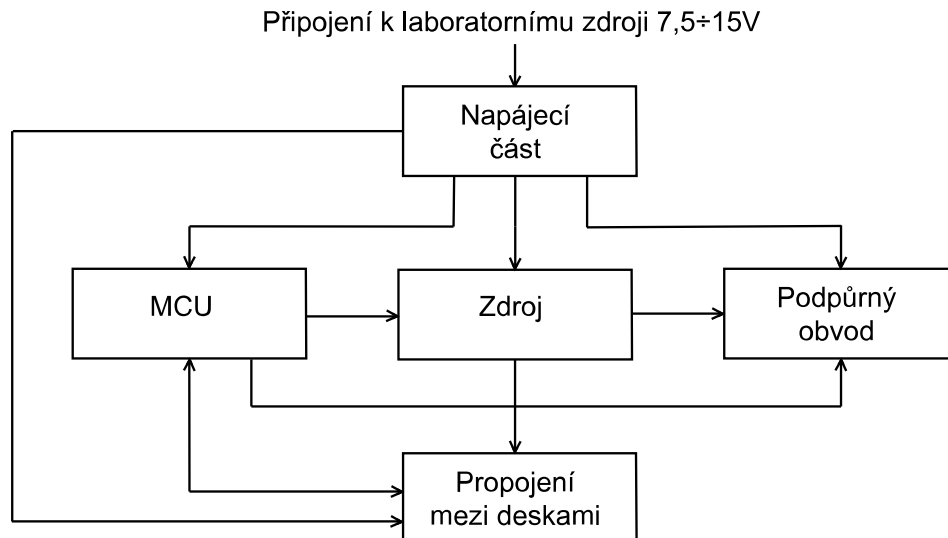 Připojení k laboratornímu zdroji 7,5÷15V
Napájecí
část
MCU
Zdroj
Podpůrný
obvod
Propojení
mezi deskami